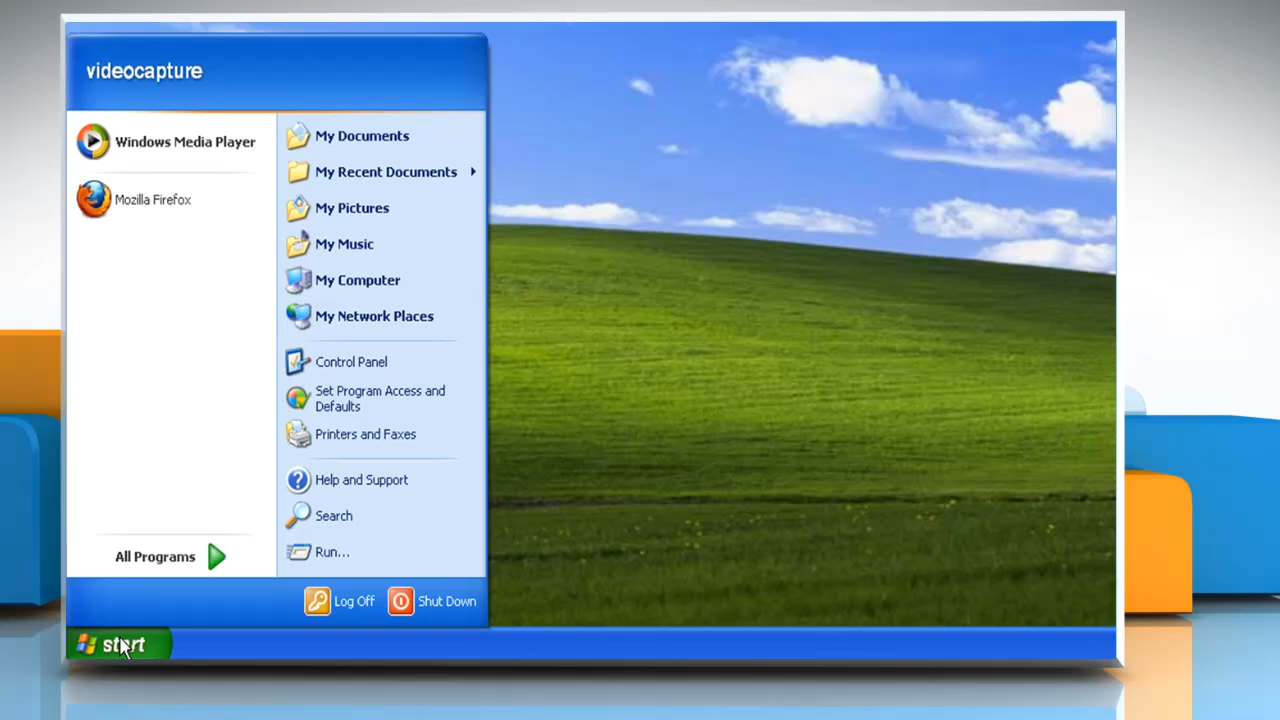 videocapture
Windows Media Player
Mozilla Firefox
All Programs
My Documents
My Recent Documents
My Pictures
My Music
My Computer
My Network Places
Control Panel
Set Program Access and
Defaults
Printers and Faxes
Help and Support
Search
Run...
Log Off
Shut Down
start